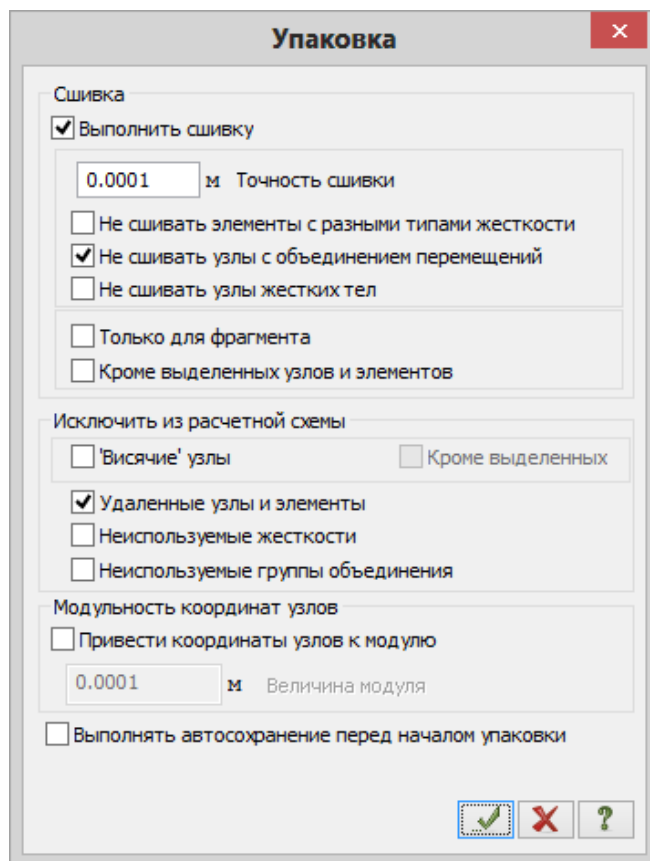 Упаковка
Сшивка
Выполнить сшивку
0.0001 м Точность сшивки
Не сшивать элементы с разными типами жесткости
Не сшивать узлы с объединением перемещений
Не сшивать узлы жестких тел
Только для фрагмента
Кроме выделенных узлов и элементов
Исключить из расчетной схемы
'Висячие' узлы Кроме выделенных
Удаленные узлы и элементы
Неиспользуемые жесткости
Неиспользуемые группы объединения
Модульность координат узлов
Привести координаты узлов к модулю
0.0001 м Величина модуля
Выполнять автосохранение перед началом упаковки
?